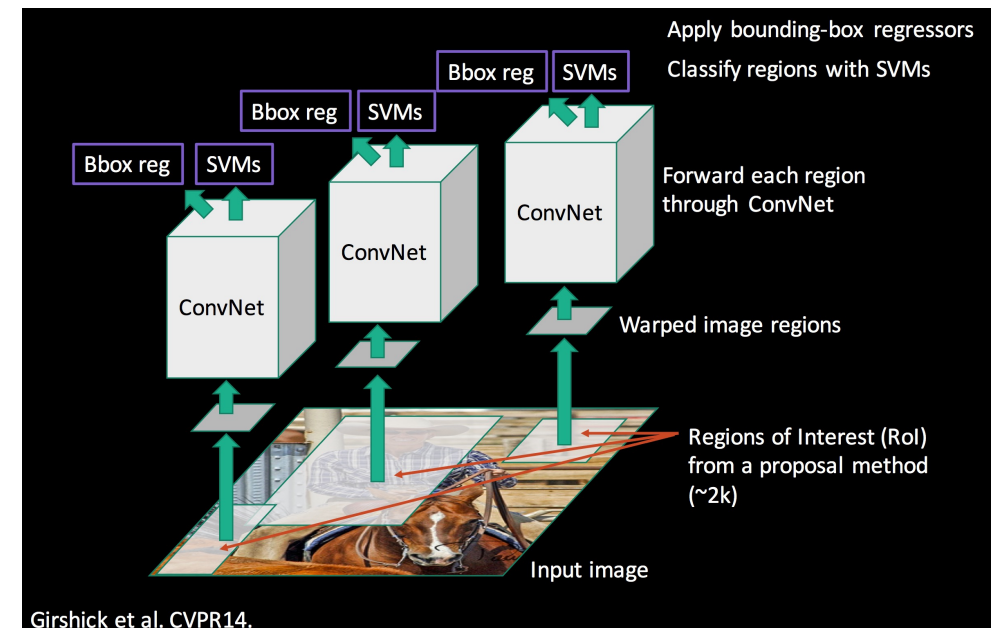 Apply bounding-box regressors
Bbox reg
SVMs
Classify regions with SVMs
Bbox reg
SVMs
Bbox reg
SVMs
Forward each region
through ConvNet
ConvNet
ConvNet
ConvNet
Warped image regions
Regions of Interest (RoI)
from a proposal method
(~2k)
Input image
Girshick et al. CVPR14.